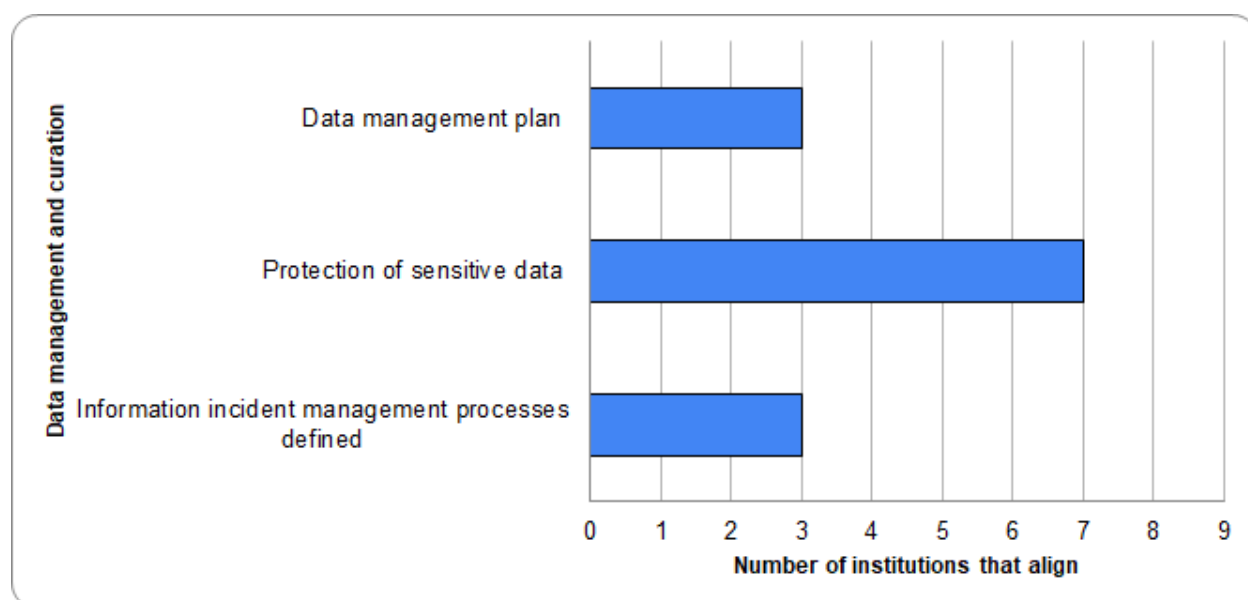 Data management and curation
Data management plan
Protection of sensitive data
Information incident management processes
defined
0 1 2 3 4 5 6 7 8 9
Number of institutions that align